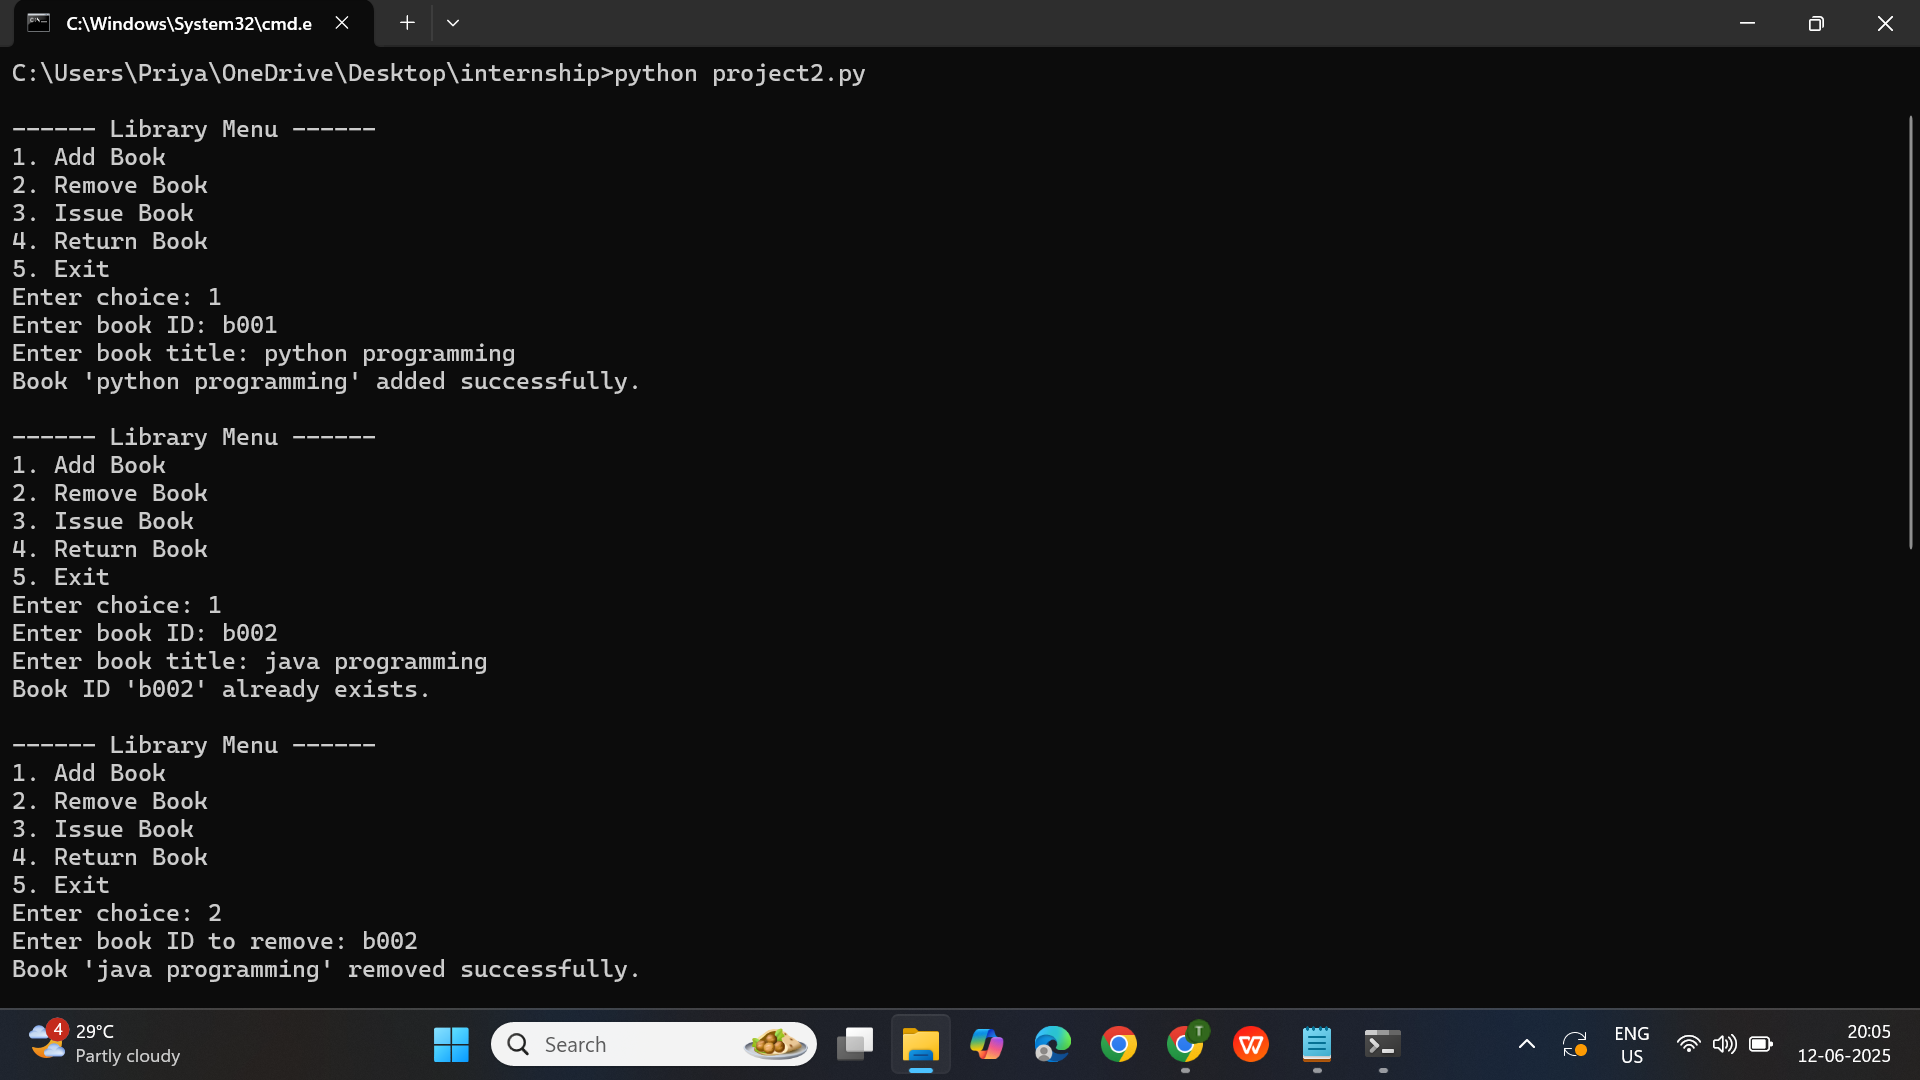 C:\Windows\System32\cmd.e
C:\Users\Priya\OneDrive\Desktop\internship>python project2.py
------ Library Menu ------
1. Add Book
2. Remove Book
3. Issue Book
4. Return Book
5. Exit
Enter choice: 1
Enter book ID: b001
Enter book title: python programming
Book 'python programming' added successfully.
------ Library Menu ------
1. Add Book
2. Remove Book
3. Issue Book
4. Return Book
5. Exit
Enter choice: 1
Enter book ID: b002
Enter book title: java programming
Book ID 'b002' already exists.
------ Library Menu ------
1. Add Book
2. Remove Book
3. Issue Book
4. Return Book
5. Exit
Enter choice: 2
Enter book ID to remove: b002
Book 'java programming' removed successfully.
4
29°C
Partly cloudy
Search
T
W
ENG
US
20:05
12-06-2025